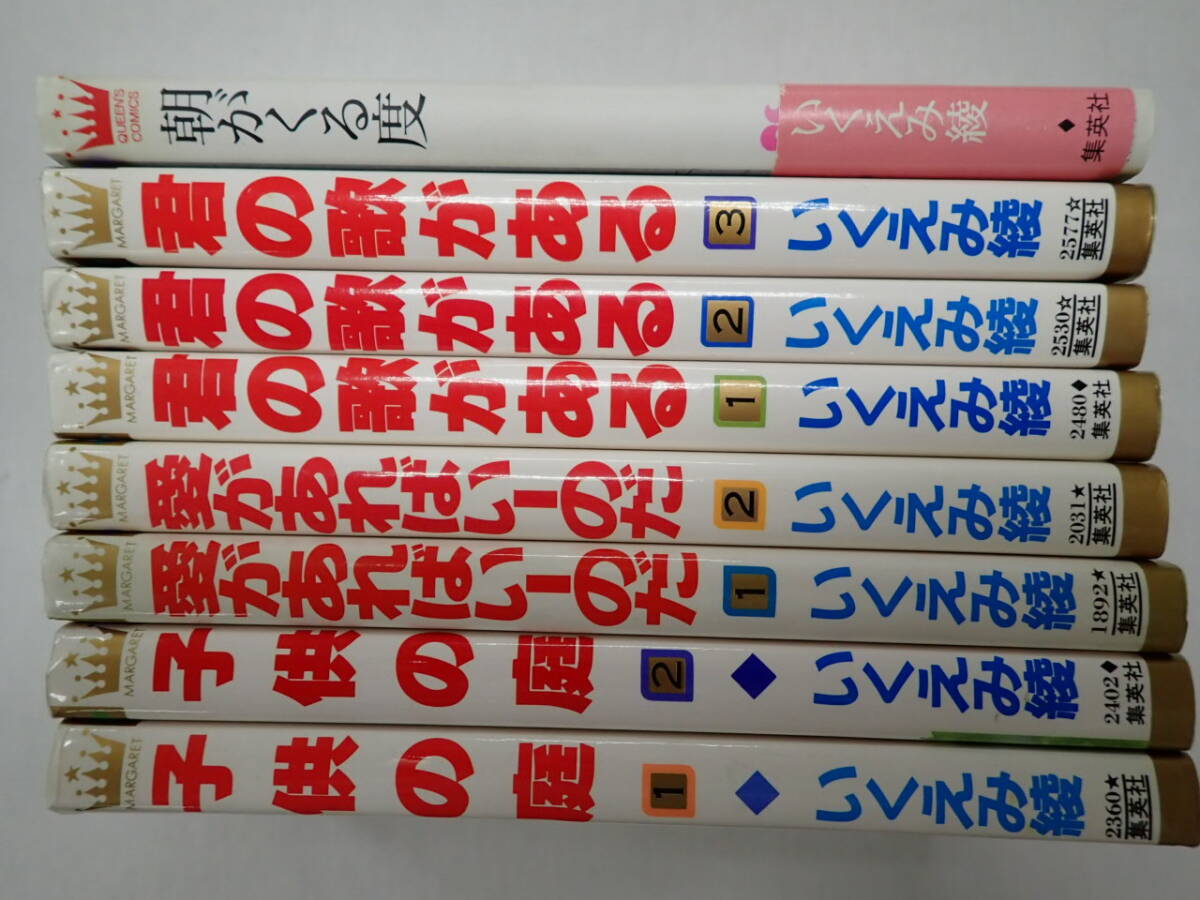 QUEEN'S COMICS 朝がくる度 いくえみ綾 ◆集英社
MARGARET 君の歌がある 3 いくえみ綾 2577☆集英社
MARGARET 君の歌がある 2 いくえみ綾 2530☆集英社
MARGARET 君の歌がある 1 いくえみ綾 2480◆集英社
MARGARET 愛があればいーのだ 2 いくえみ綾 2031★集英社
MARGARET 愛があればいーのだ 1 いくえみ綾 1892★集英社
MARGARET 子供の庭 2 ◆ いくえみ綾 2402◆集英社
MARGARET 子供の庭 1 ◆ いくえみ綾 2360★集英社